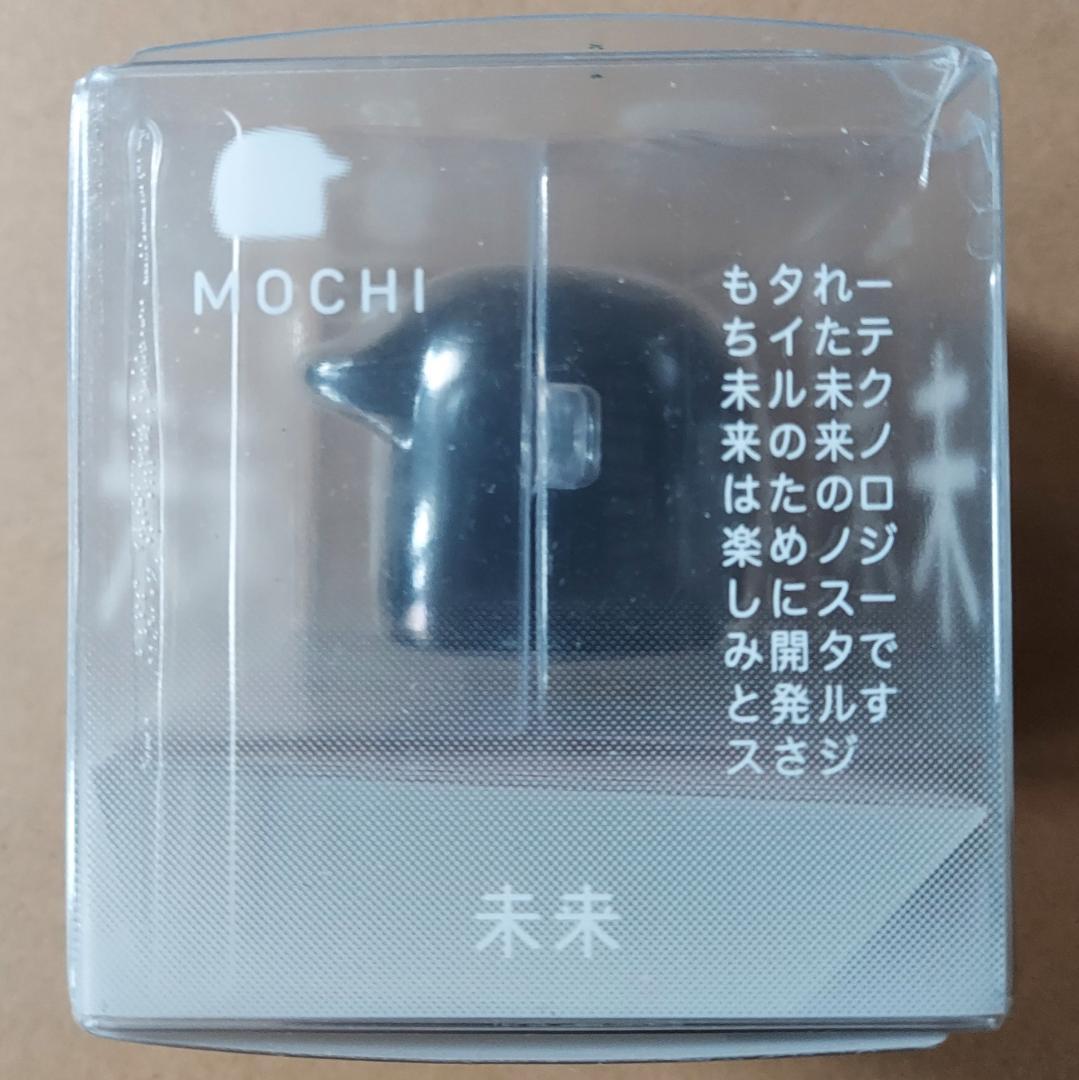 MOCHI
もち未来は楽しみとス
タイルのために開発さ
れた未来のノスタルジ
ーテクノロジーです
未来